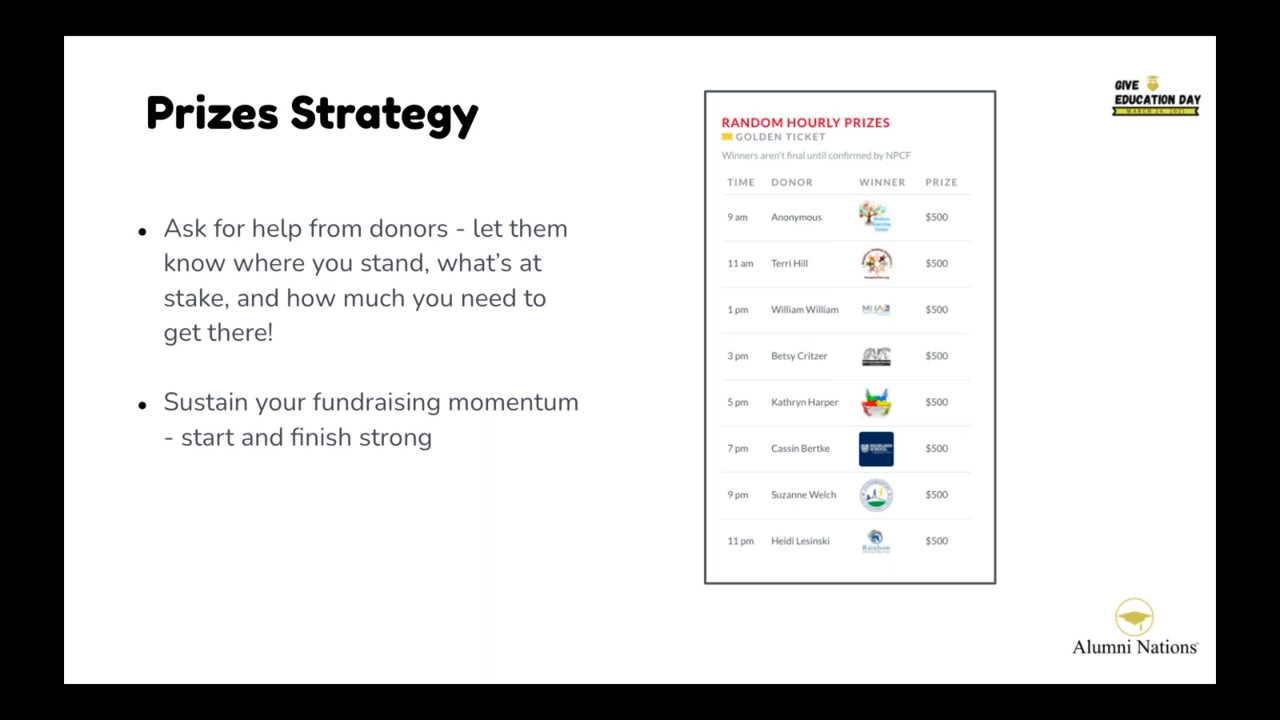 Prizes Strategy
Ask for help from donors - let them
know where you stand, what's at
stake, and how much you need to
get there!
Sustain your fundraising momentum
- start and finish strong
RANDOM HOURLY PRIZES
GOLDEN TICKET
Winners aren't final until confirmed by NPCF
TIME DONOR WINNER PRIZE
9 am Anonymous $500
11 am Terri Hill $500
1 pm William William $500
3 pm Betsy Critzer $500
5 pm Kathryn Harper $500
7 pm Cassin Bertke $500
9 pm Suzanne Welch $500
11 pm Heidi Lesinski Rainbow $500
GIVE
EDUCATION DAY
Alumni Nations